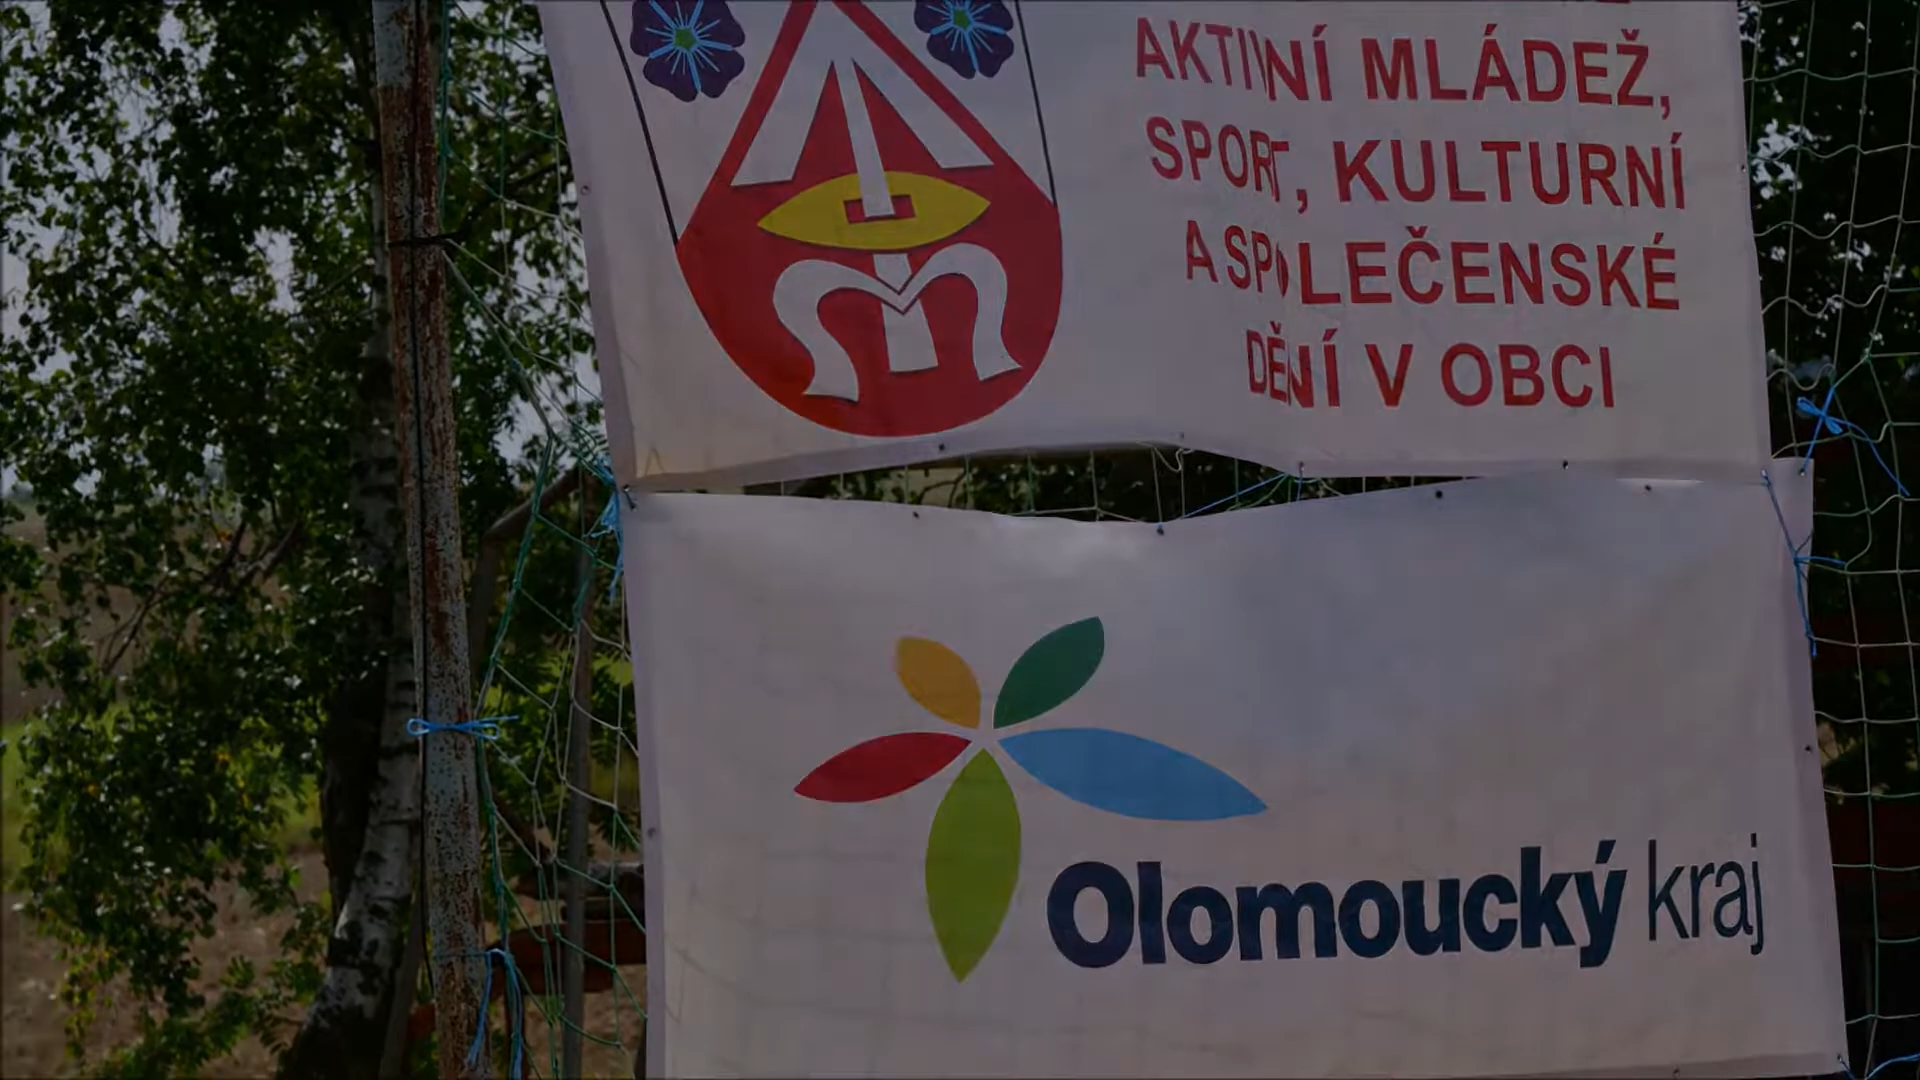 AKTIVNÍ MLÁDEŽ,
SPORT, KULTURNÍ
A SPOLEČENSKÉ
DĚNÍ V OBCI
Olomoucký kraj